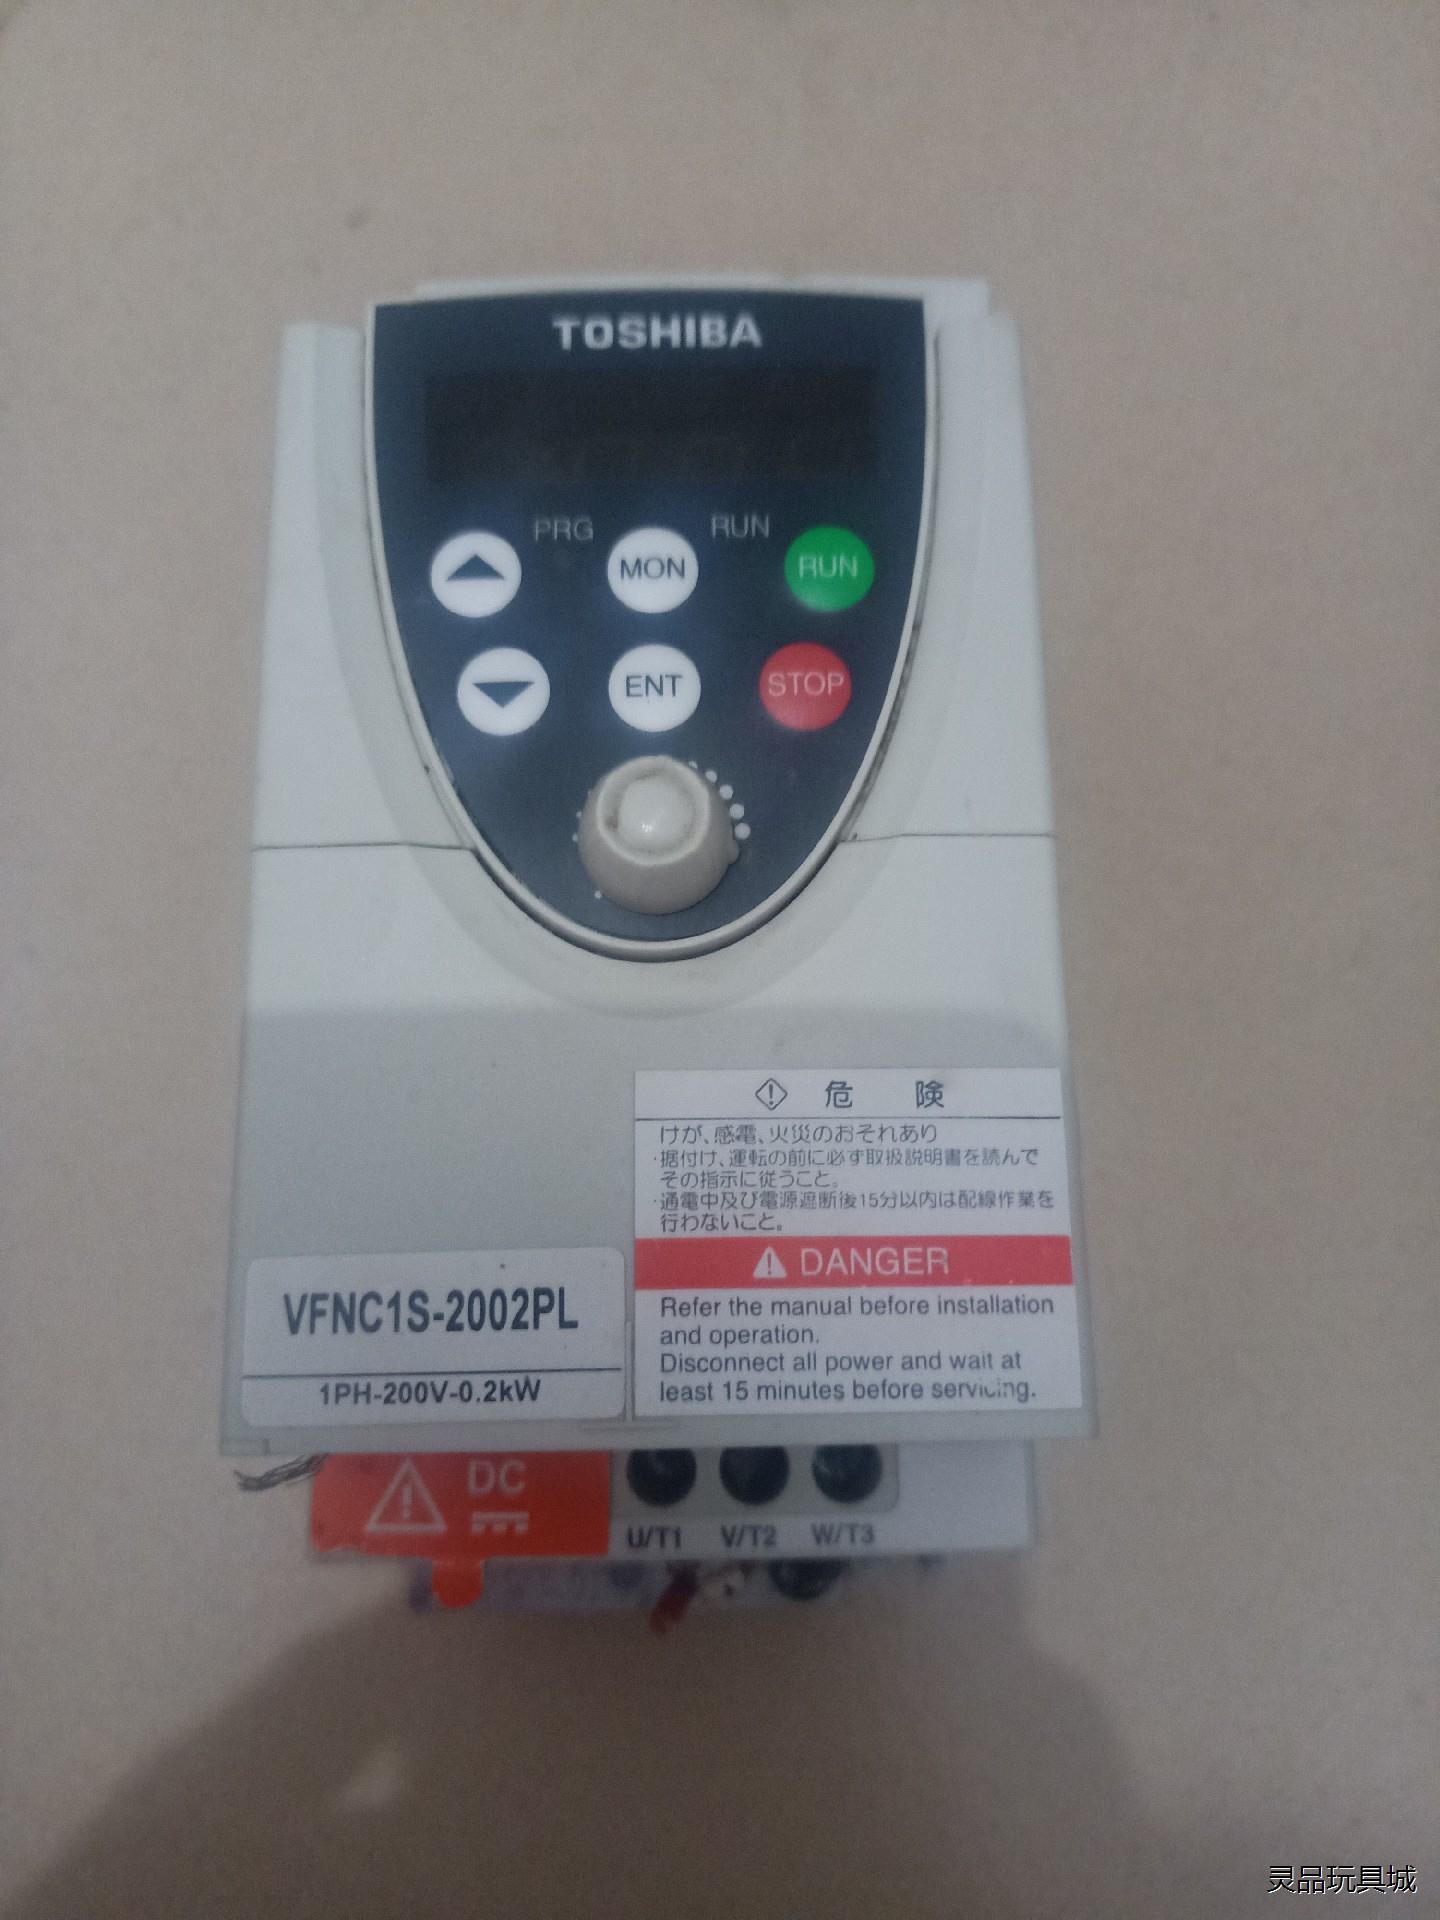 TOSHIBA
PRG
RUN
MON
RUN
ENT
STOP
危 険
けが、感電、火災のおそれあり
・据付け、運転の前に必ず取扱説明書を読んで
その指示に従うこと。
・通電中及び電源遮断後15分以内は配線作業を
行わないこと。
DANGER
Refer the manual before installation
and operation.
Disconnect all power and wait at
least 15 minutes before servicing.
VFNC1S-2002PL
1PH-200V-0.2kW
DC
U/T1 V/T2 W/T3
灵品玩具城